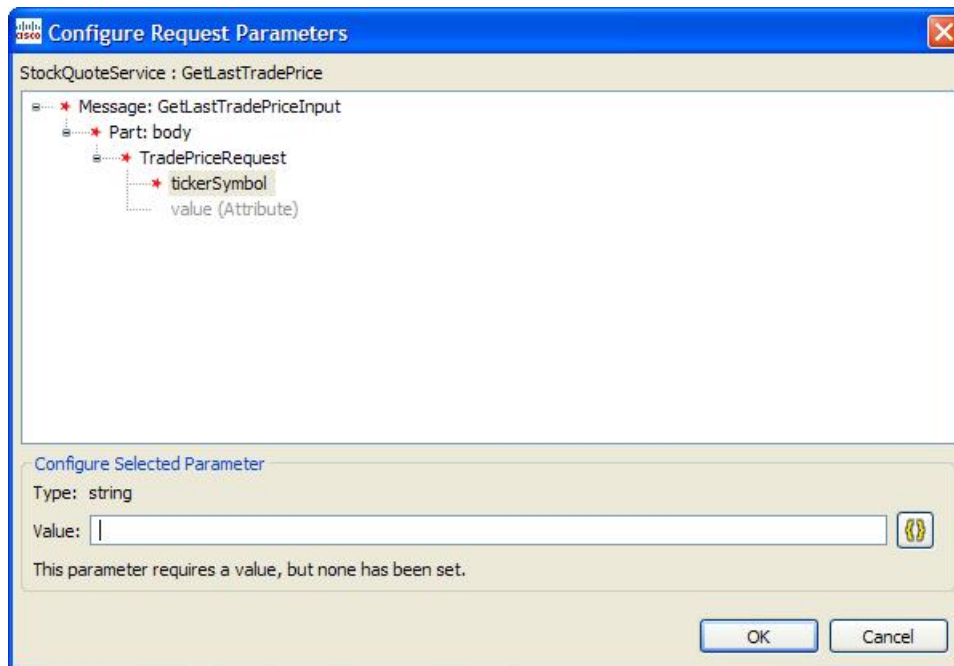 cisco Configure Request Parameters
StockQuoteService : GetLastTradePrice
Message: GetLastTradePriceInput
Part: body
TradePriceRequest
tickerSymbol
value (Attribute)
Configure Selected Parameter
Type: string
Value:
This parameter requires a value, but none has been set.
OK Cancel